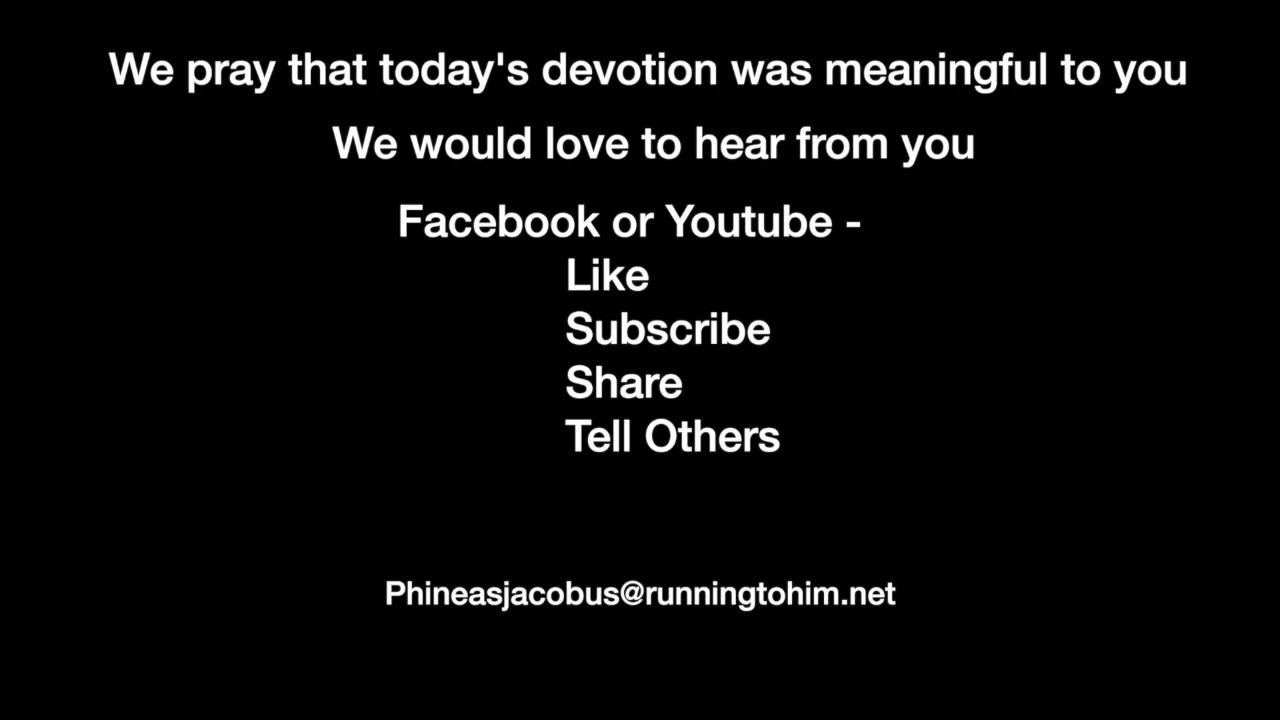 We pray that today's devotion was meaningful to you
We would love to hear from you
Facebook or Youtube -
Like
Subscribe
Share
Tell Others
Phineasjacobus@runningtohim.net